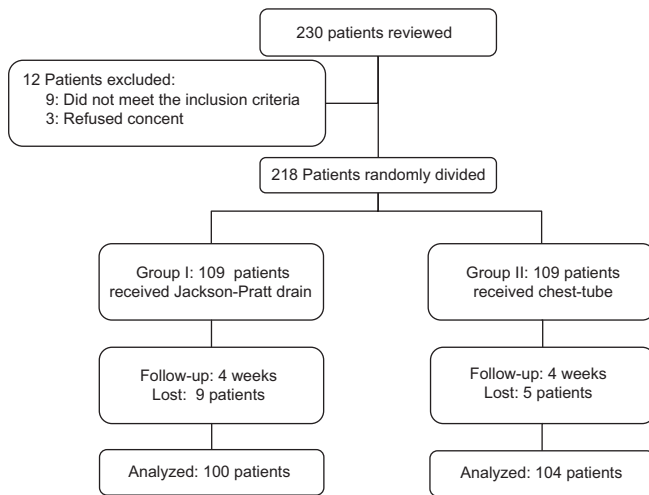 230 patients reviewed
12 Patients excluded:
9: Did not meet the inclusion criteria
3: Refused concent
218 Patients randomly divided
Group I: 109 patients
received Jackson-Pratt drain
Group II: 109 patients
received chest-tube
Follow-up: 4 weeks
Lost: 9 patients
Follow-up: 4 weeks
Lost: 5 patients
Analyzed: 100 patients
Analyzed: 104 patients